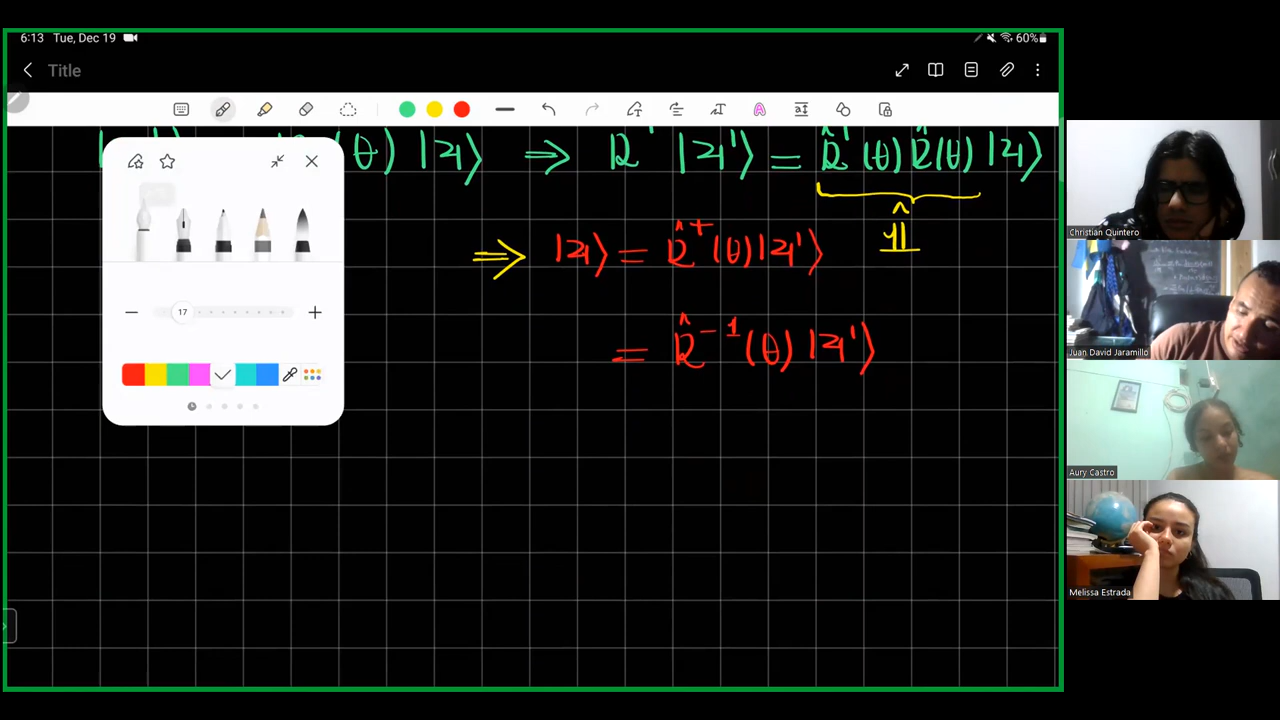 6:13 Tue, Dec 19 60%
Title
(θ) |z⟩ ⇒ R̂† |z'⟩ = R̂†(θ) R̂(θ) |z⟩
𝟙̂
⇒ |z⟩ = R̂†(θ) |z'⟩
= R̂⁻¹(θ) |z'⟩
17
Christian Quintero
Juan David Jaramillo
Aury Castro
Melissa Estrada